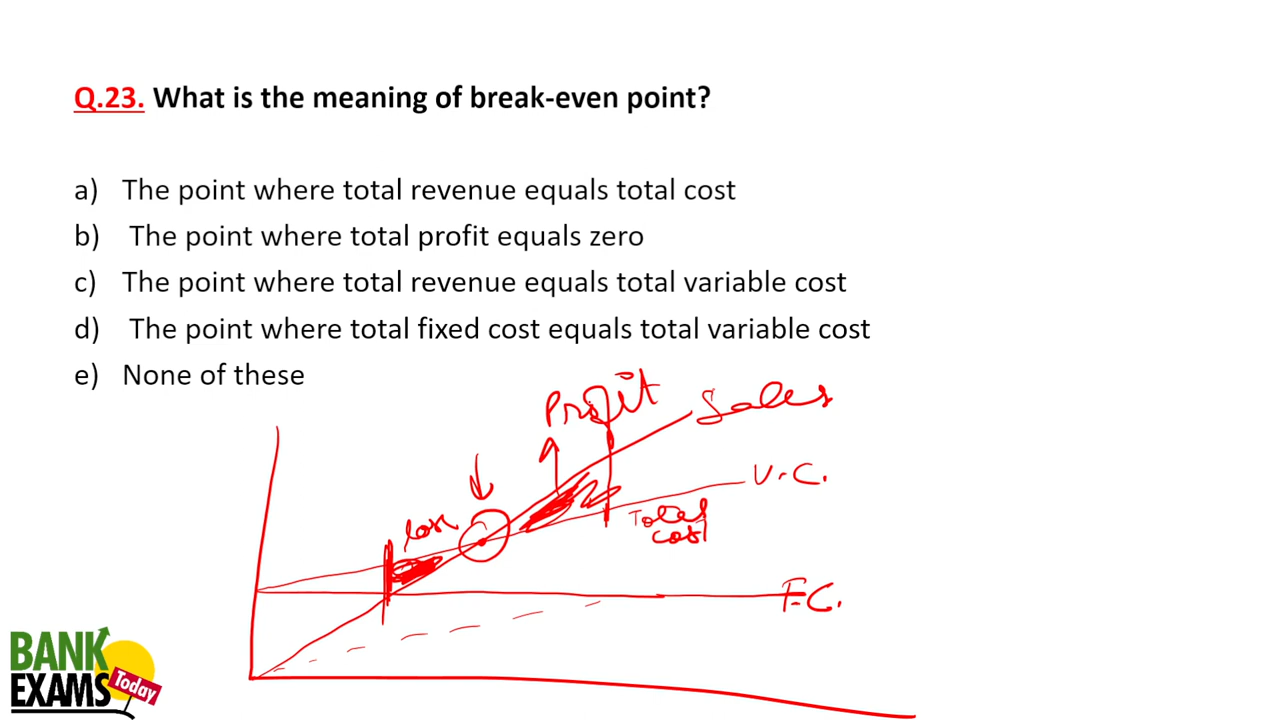 Q.23. What is the meaning of break-even point?
a) The point where total revenue equals total cost
b) The point where total profit equals zero
c) The point where total revenue equals total variable cost
d) The point where total fixed cost equals total variable cost
e) None of these
Profit
Sales
V.C.
loss
Total
cost
F.C.
BANK
EXAMS
Today